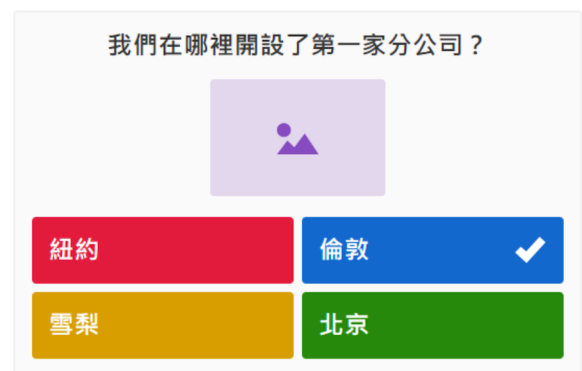 我們在哪裡開設了第一家分公司？
紐約
倫敦
雪梨
北京